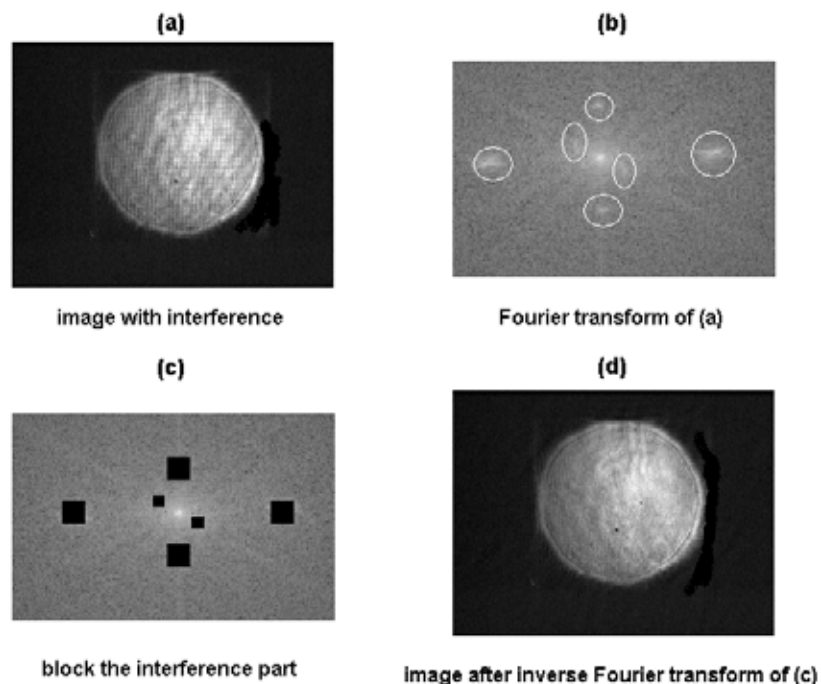 (a)
(b)
image with interference
Fourier transform of (a)
(c)
(d)
block the interference part
image after inverse Fourier transform of (c)